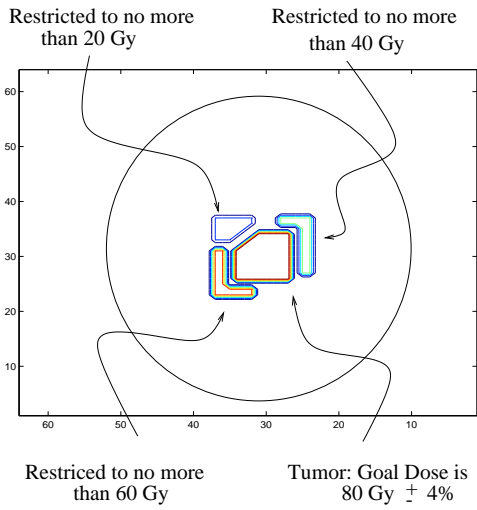 Restricted to no more
than 20 Gy
Restricted to no more
than 40 Gy
60
50
40
30
20
10
60
50
40
30
20
10
Restriced to no more
than 60 Gy
Tumor: Goal Dose is
80 Gy ± 4%